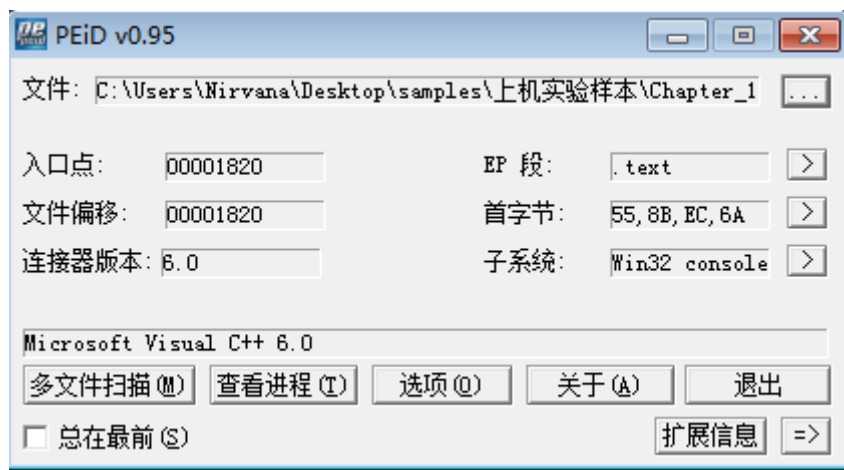 PEiD v0.95
文件: C:\Users\Nirvana\Desktop\samples\上机实验样本\Chapter_1 ...
入口点: 00001820 EP 段: .text >
文件偏移: 00001820 首字节: 55,8B,EC,6A >
连接器版本: 6.0 子系统: Win32 console >
Microsoft Visual C++ 6.0
多文件扫描(M) 查看进程(T) 选项(O) 关于(A) 退出
总在最前(S) 扩展信息 =>